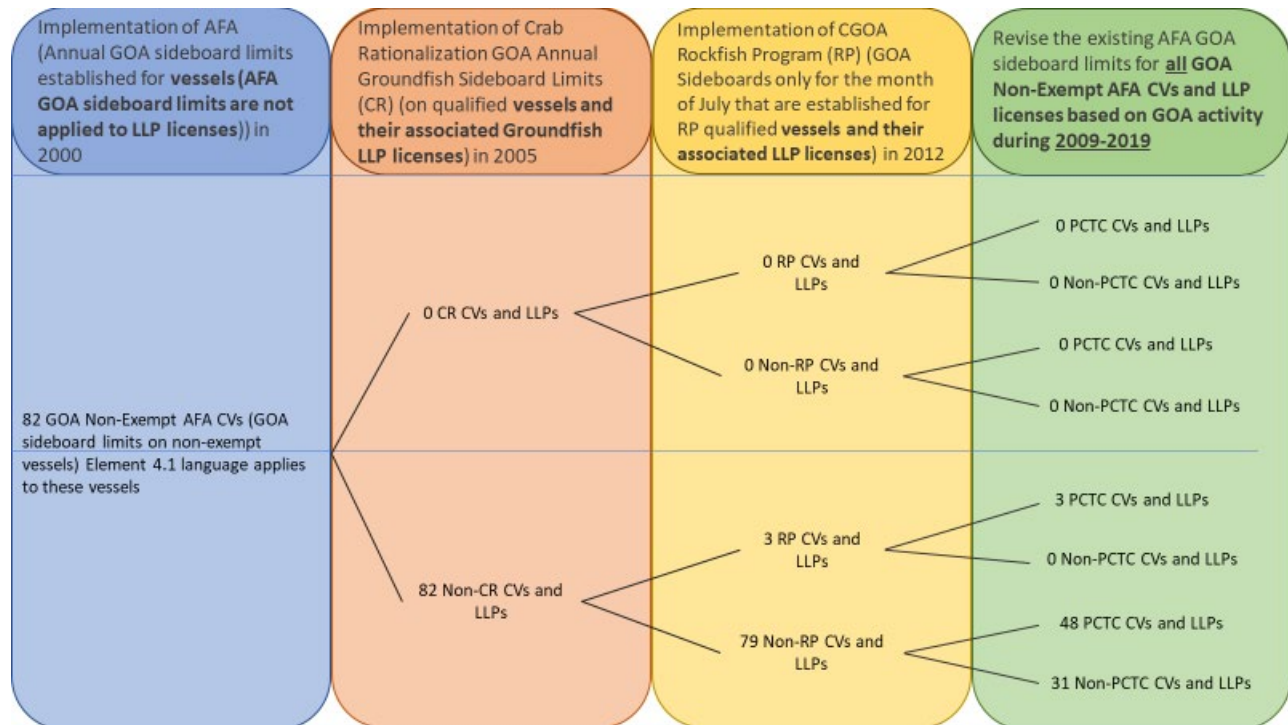 Implementation of AFA
(Annual GOA sideboard limits
established for vessels (AFA
GOA sideboard limits are not
applied to LLP licenses)) in
2000
Implementation of Crab
Rationalization GOA Annual
Groundfish Sideboard Limits
(CR) (on qualified vessels and
their associated Groundfish
LLP licenses) in 2005
Implementation of CGOA
Rockfish Program (RP) (GOA
Sideboards only for the month
of July that are established for
RP qualified vessels and their
associated LLP licenses) in 2012
Revise the existing AFA GOA
sideboard limits for all GOA
Non-Exempt AFA CVs and LLP
licenses based on GOA activity
during 2009-2019
82 GOA Non-Exempt AFA CVs (GOA
sideboard limits on non-exempt
vessels) Element 4.1 language applies
to these vessels
0 CR CVs and LLPs
82 Non-CR CVs and
LLPs
0 RP CVs and
LLPs
0 Non-RP CVs and
LLPs
3 RP CVs and
LLPs
79 Non-RP CVs and
LLPs
0 PCTC CVs and LLPs
0 Non-PCTC CVs and LLPs
0 PCTC CVs and LLPs
0 Non-PCTC CVs and LLPs
3 PCTC CVs and LLPs
0 Non-PCTC CVs and LLPs
48 PCTC CVs and LLPs
31 Non-PCTC CVs and LLPs